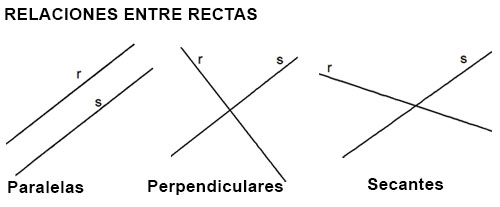 RELACIONES ENTRE RECTAS
r
s
r
s
r
s
Paralelas
Perpendiculares
Secantes